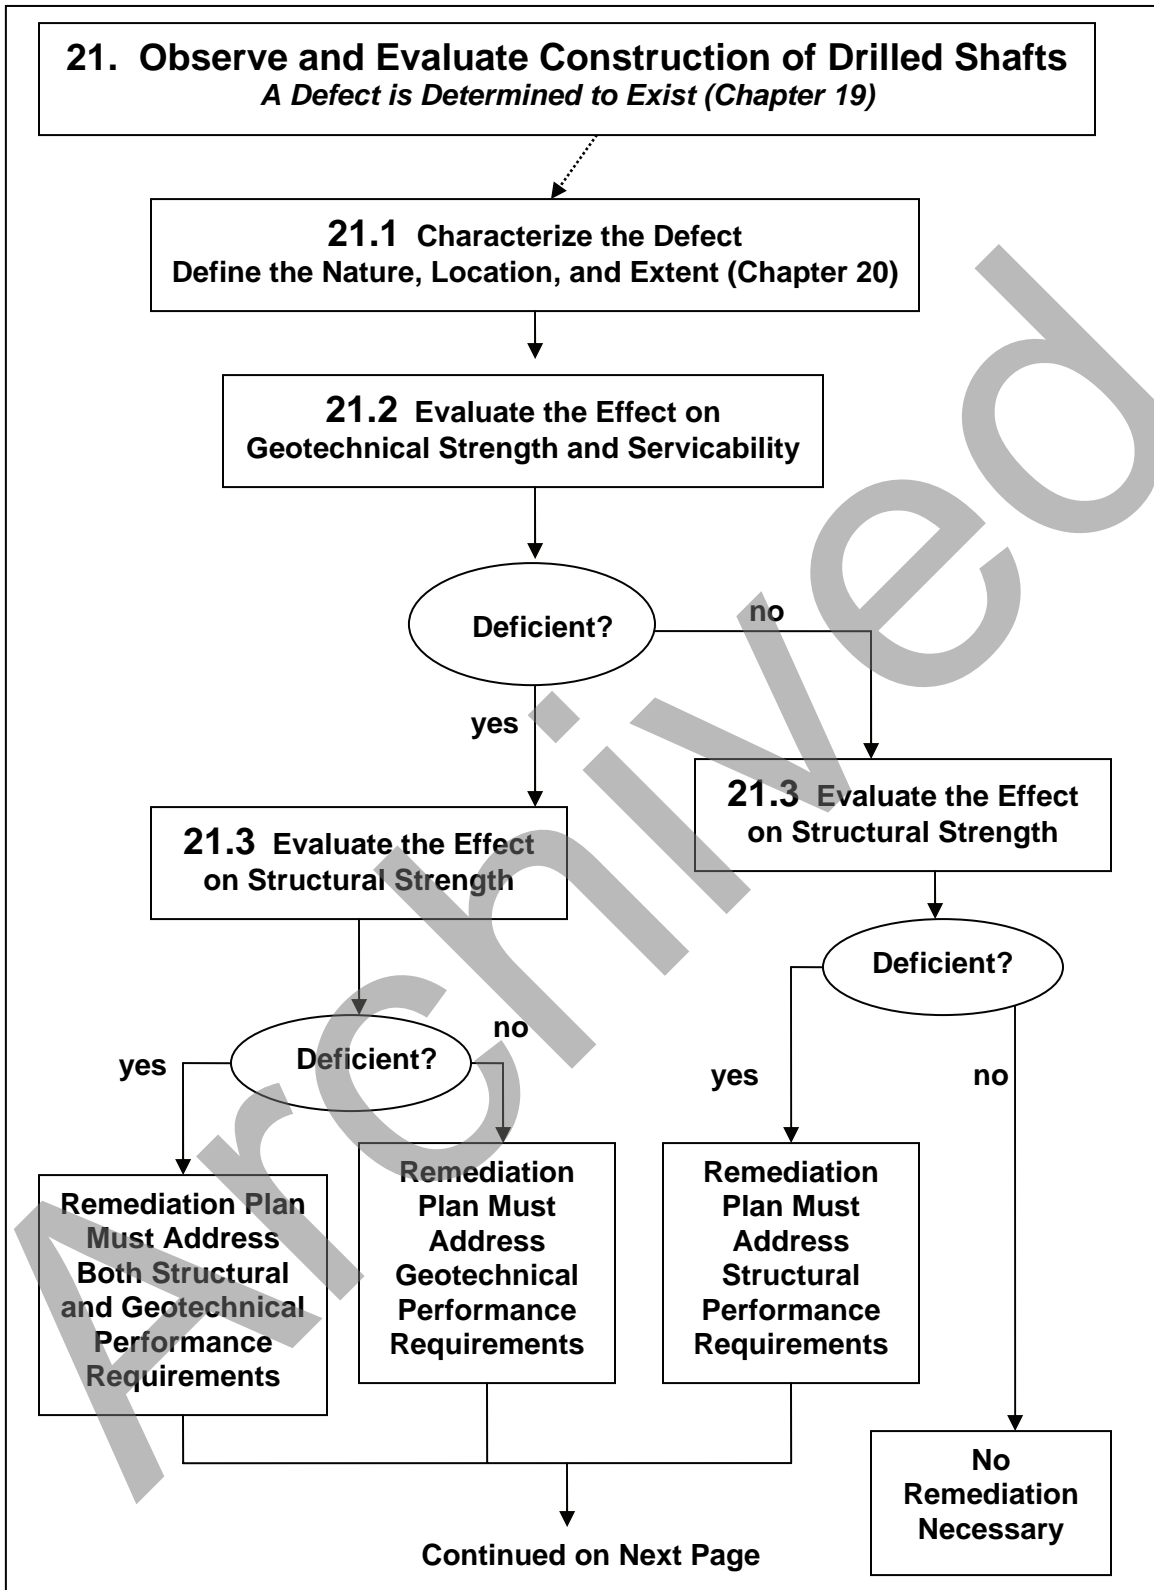 21. Observe and Evaluate Construction of Drilled Shafts
A Defect is Determined to Exist (Chapter 19)
21.1 Characterize the Defect
Define the Nature, Location, and Extent (Chapter 20)
21.2 Evaluate the Effect on
Geotechnical Strength and Servicability
Deficient?
no
yes
21.3 Evaluate the Effect
on Structural Strength
21.3 Evaluate the Effect
on Structural Strength
Deficient?
yes
no
Deficient?
yes
no
Remediation Plan
Must Address
Both Structural
and Geotechnical
Performance
Requirements
Remediation
Plan Must
Address
Geotechnical
Performance
Requirements
Remediation
Plan Must
Address
Structural
Performance
Requirements
No
Remediation
Necessary
Continued on Next Page
Archived